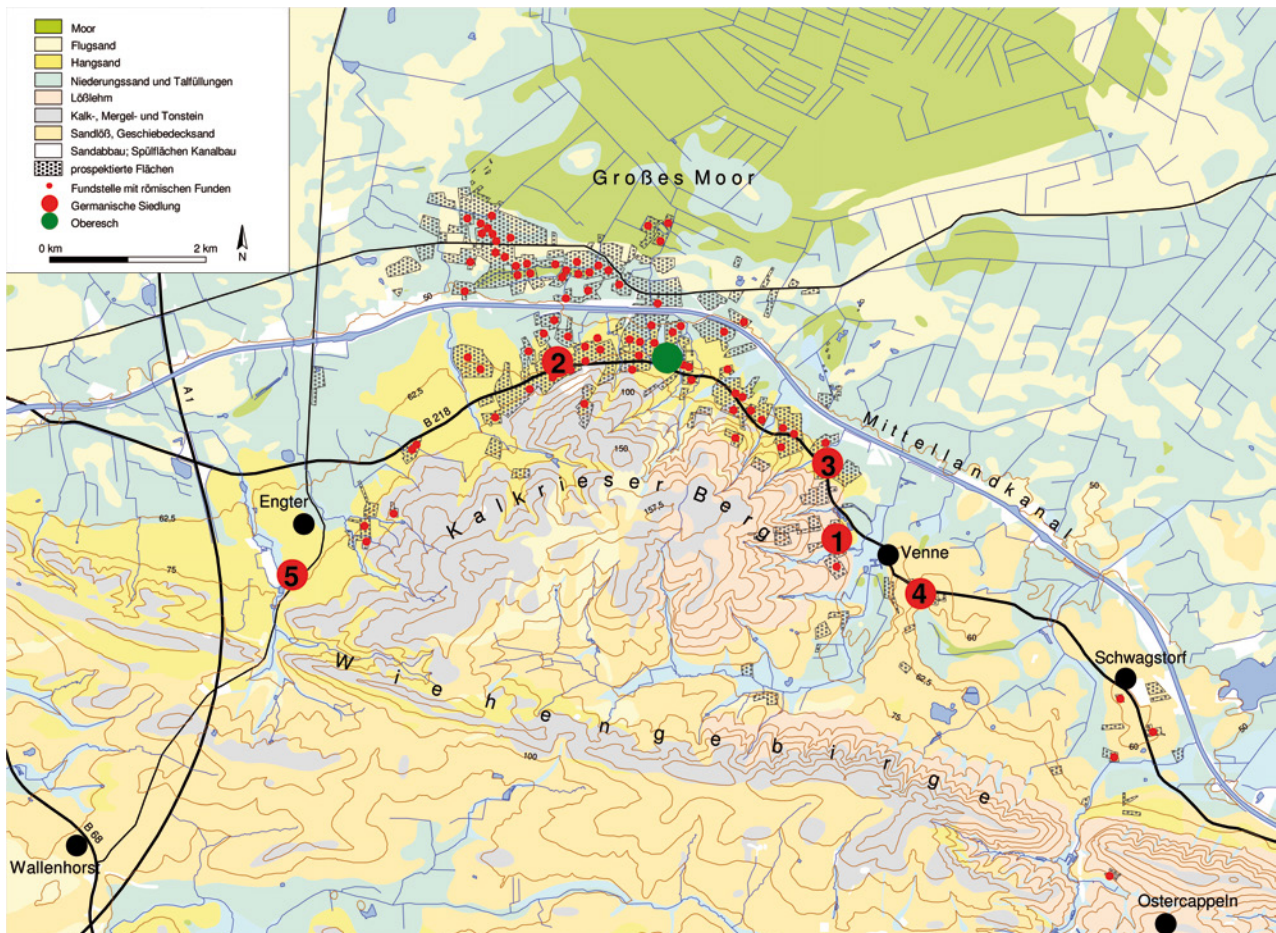 Moor
Flugsand
Hangsand
Niederungssand und Talfüllungen
Lößlehm
Kalk-, Mergel- und Tonstein
Sandlöß, Geschiebedecksand
Sandabbau; Spülflächen Kanalbau
prospektierte Flächen
Fundstelle mit römischen Funden
Germanische Siedlung
Oberesch
0 km 2 km
N
Großes Moor
50
A 1
2
B 218
62,5
100
150
Mittellandkanal
3
50
Kalkrieser Berg
157,5
Engter
62,5
1
Venne
75
5
4
60
62,5
Schwagstorf
Wiehengebirge
75
100
60
50
B 68
Wallenhorst
Ostercappeln